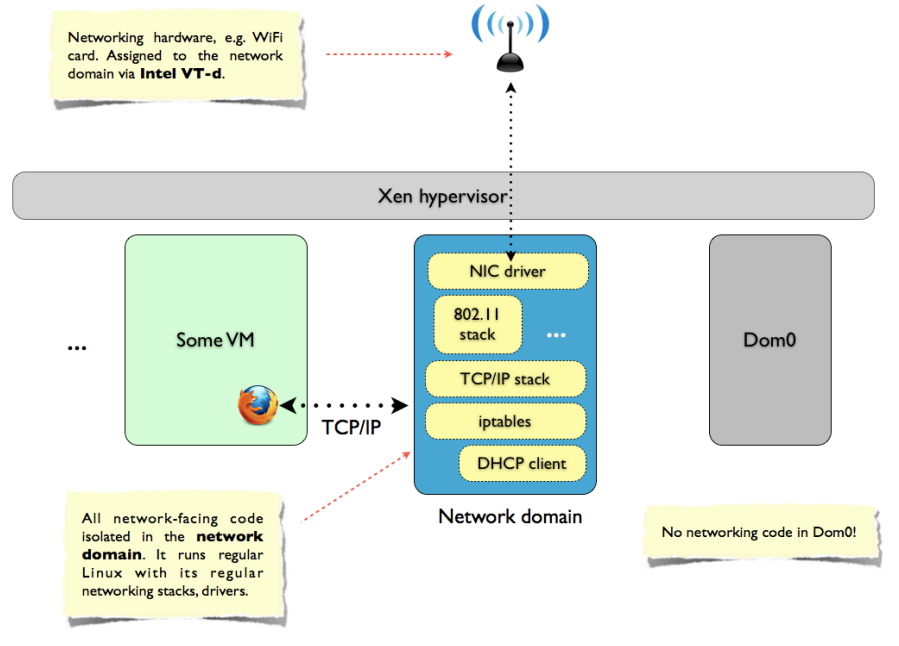 Networking hardware, e.g. WiFi
card. Assigned to the network
domain via Intel VT-d.
Xen hypervisor
NIC driver
802.11
stack
...
Some VM
...
Dom0
TCP/IP stack
iptables
TCP/IP
DHCP client
Network domain
All network-facing code
isolated in the network
domain. It runs regular
Linux with its regular
networking stacks, drivers.
No networking code in Dom0!